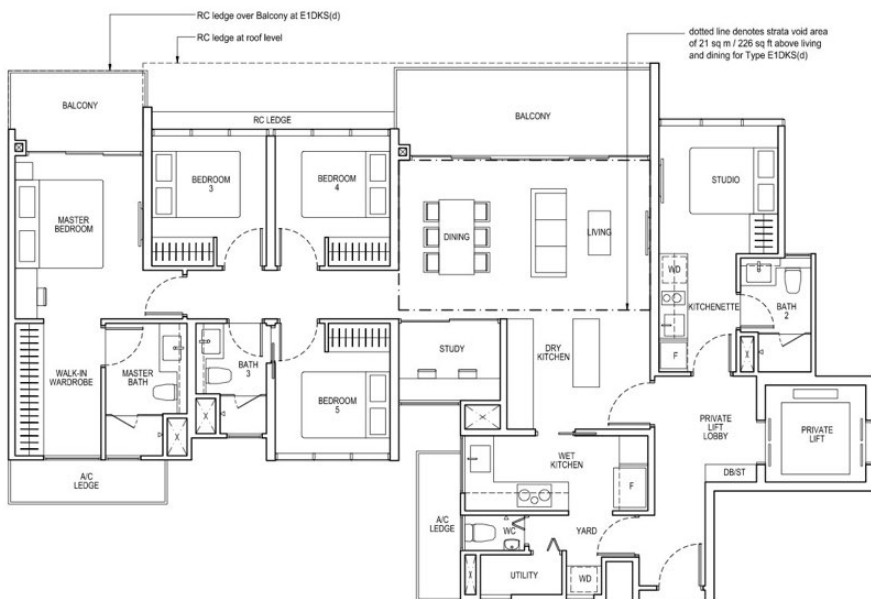 RC ledge over Balcony at E1DKS(d)
RC ledge at roof level
dotted line denotes strata void area
of 21 sq m / 226 sq ft above living
and dining for Type E1DKS(d)
BALCONY
RC LEDGE
BALCONY
BEDROOM
3
BEDROOM
4
STUDIO
MASTER
BEDROOM
DINING
LIVING
WD
KITCHENETTE
BATH
2
F
X
WALK-IN
WARDROBE
MASTER
BATH
BATH
3
BEDROOM
5
STUDY
DRY
KITCHEN
X
X
X
PRIVATE
LIFT
LOBBY
PRIVATE
LIFT
DB/ST
A/C
LEDGE
WET
KITCHEN
F
A/C
LEDGE
WC
YARD
X
UTILITY
WD
X